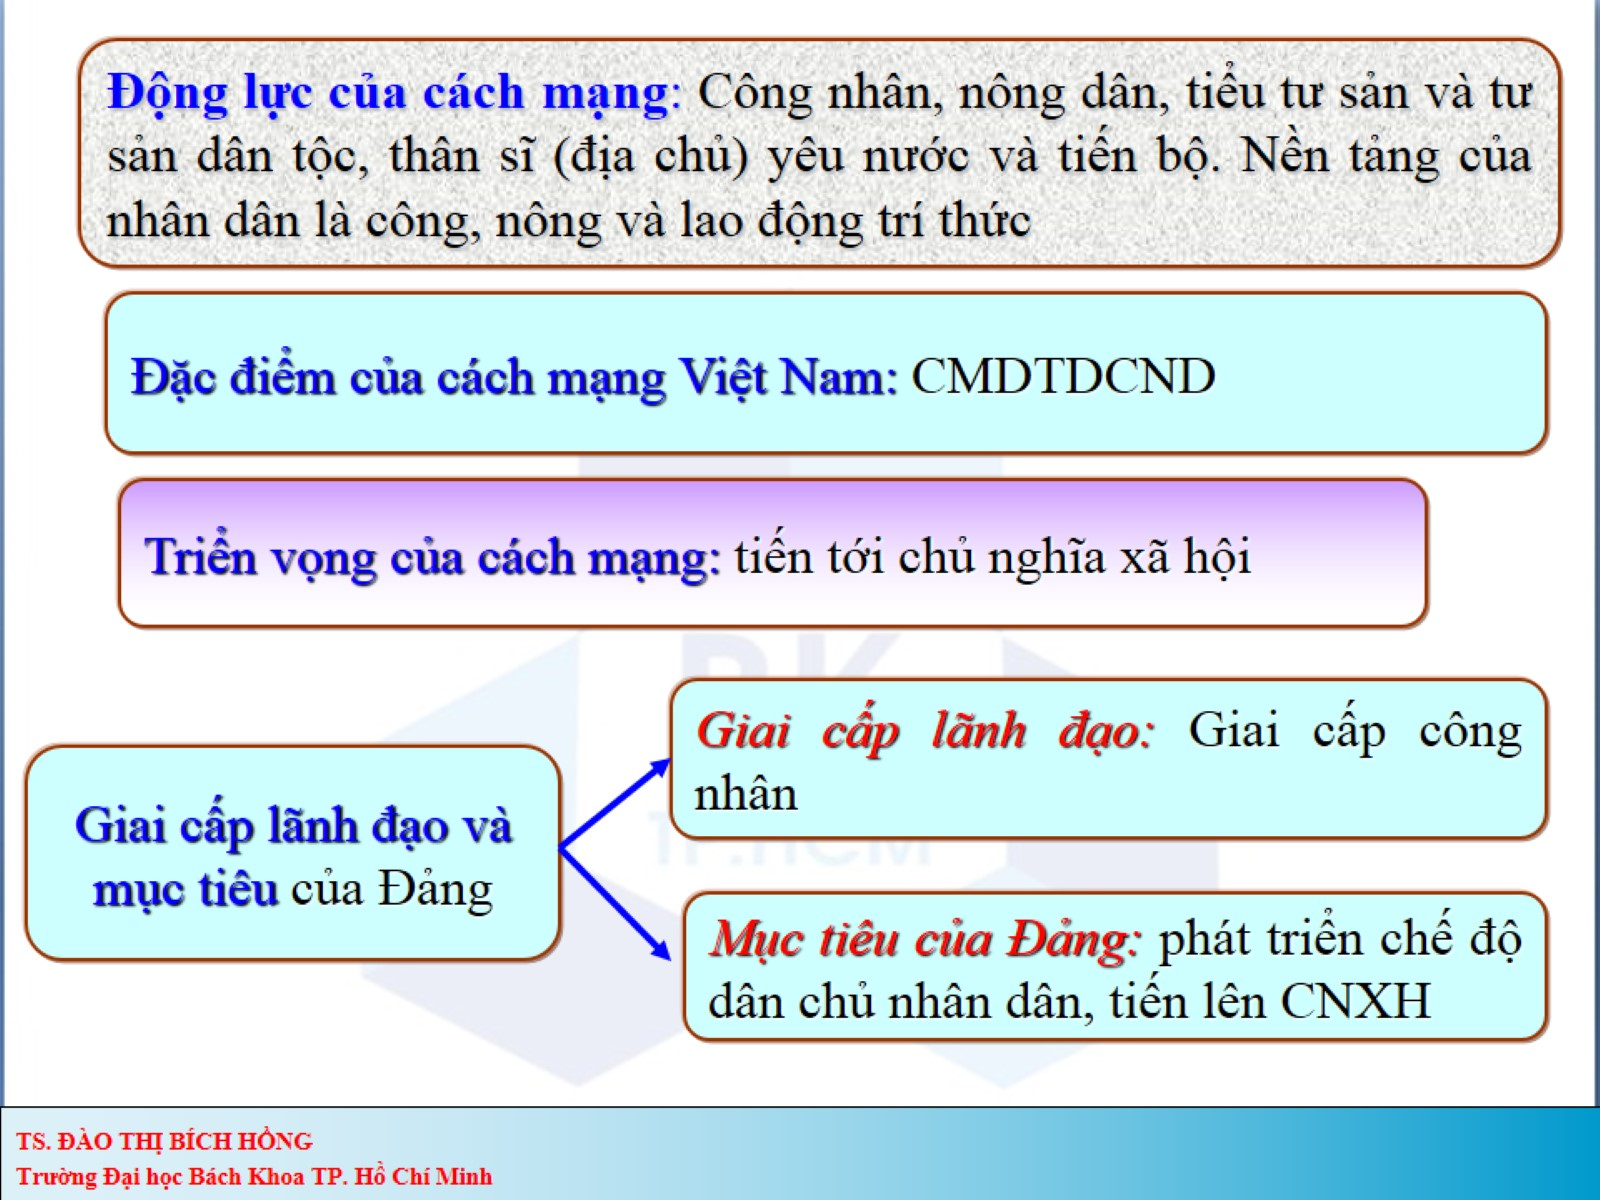 Động lực của cách mạng: Công nhân, nông dân, tiểu tư sản và tư
sản dân tộc, thân sĩ (địa chủ) yêu nước và tiến bộ. Nền tảng của
nhân dân là công, nông và lao động trí thức
Đặc điểm của cách mạng Việt Nam: CMDTDCND
Triển vọng của cách mạng: tiến tới chủ nghĩa xã hội
Giai cấp lãnh đạo và
mục tiêu của Đảng
Giai cấp lãnh đạo: Giai cấp công
nhân
Mục tiêu của Đảng: phát triển chế độ
dân chủ nhân dân, tiến lên CNXH
BK
TP.HCM
TS. ĐÀO THỊ BÍCH HỒNG
Trường Đại học Bách Khoa TP. Hồ Chí Minh